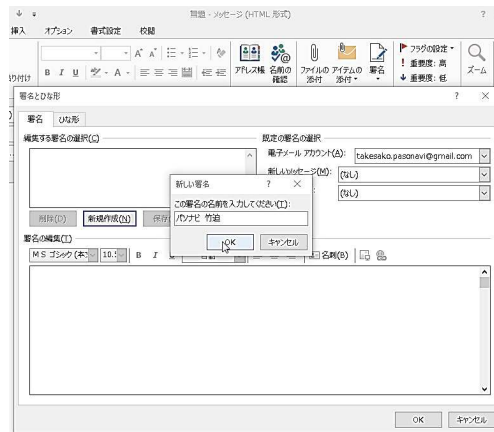 無題 - メッセージ (HTML 形式) ?
挿入 オプション 書式設定 校閲
B I U
アドレス帳 名前の確認 ファイルの添付 アイテムの添付 署名
フラグの設定
! 重要度: 高
重要度: 低
ズーム
り付け
署名とひな形 ? ×
署名 ひな形
編集する署名の選択(C)
既定の署名の選択
電子メール アカウント(A): takesako.pasonavi@gmail.com
新しいメッセージ(M): (なし)
(なし)
新しい署名 ? ×
この署名の名前を入力してください(T):
パソナビ 竹迫
OK キャンセル
削除(D) 新規作成(N) 保存
署名の編集(T)
ＭＳ ゴシック (本 10. B I U 名刺(B)
OK キャンセル